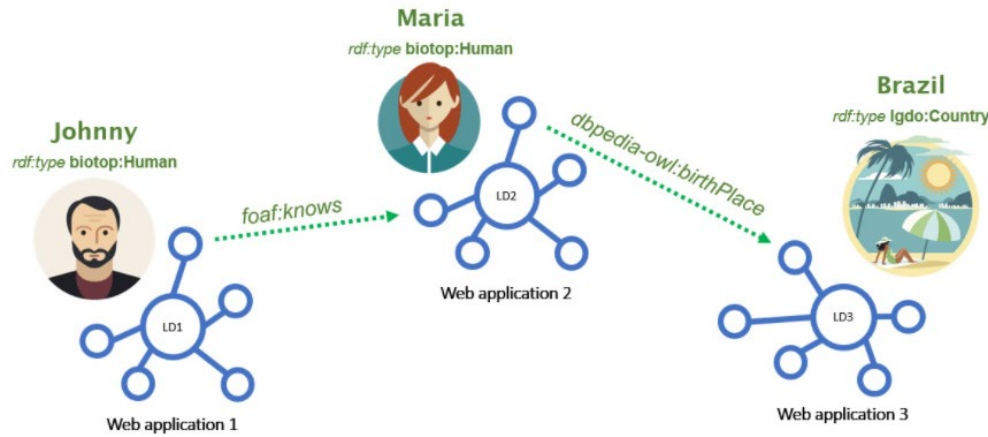 Maria
rdf:type biotop:Human
Brazil
rdf:type lgdo:Country
Johnny
rdf:type biotop:Human
dbpedia-owl:birthPlace
foaf:knows
LD2
Web application 2
LD1
LD3
Web application 1
Web application 3